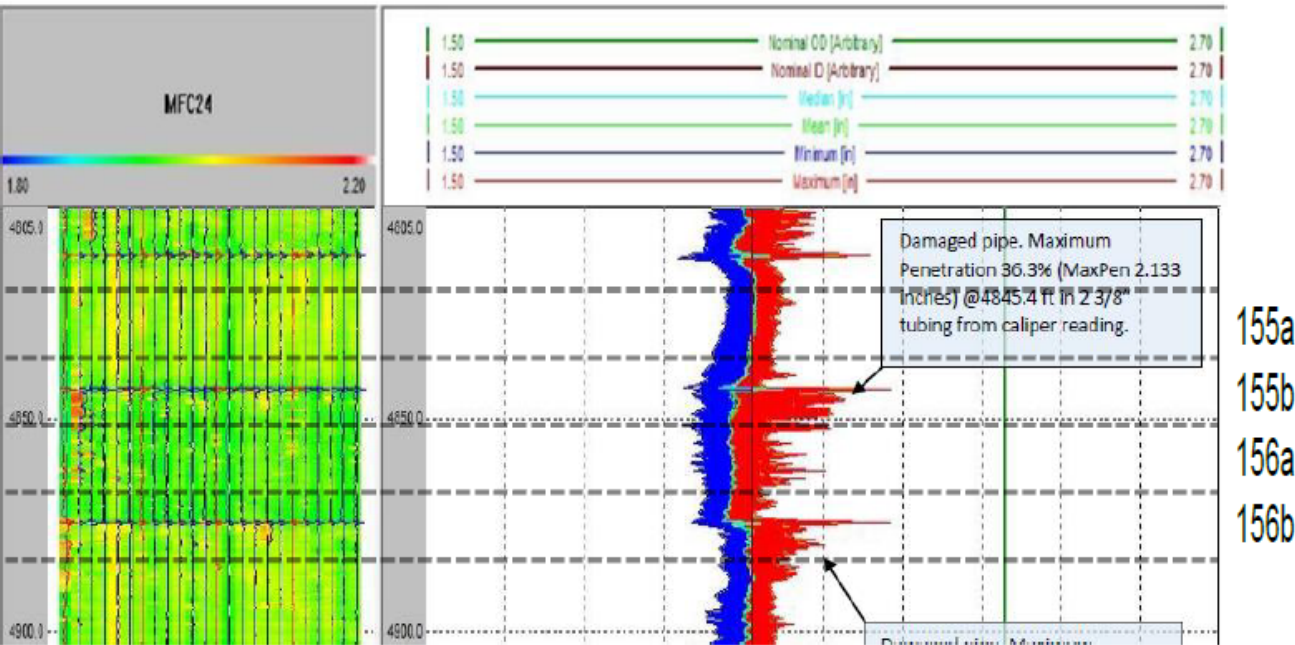 MFC24
1.80 2.20
1.50 Nominal OD [Arbitrary] 2.70
1.50 Nominal ID [Arbitrary] 2.70
1.50 Median [in] 2.70
1.50 Mean [in] 2.70
1.50 Minimum [in] 2.70
1.50 Maximum [in] 2.70
4805.0 4805.0
Damaged pipe. Maximum
Penetration 36.3% (MaxPen 2.133
inches) @4845.4 ft in 2 3/8"
tubing from caliper reading.
155a
155b
4850.0 4850.0
156a
156b
4900.0 4900.0